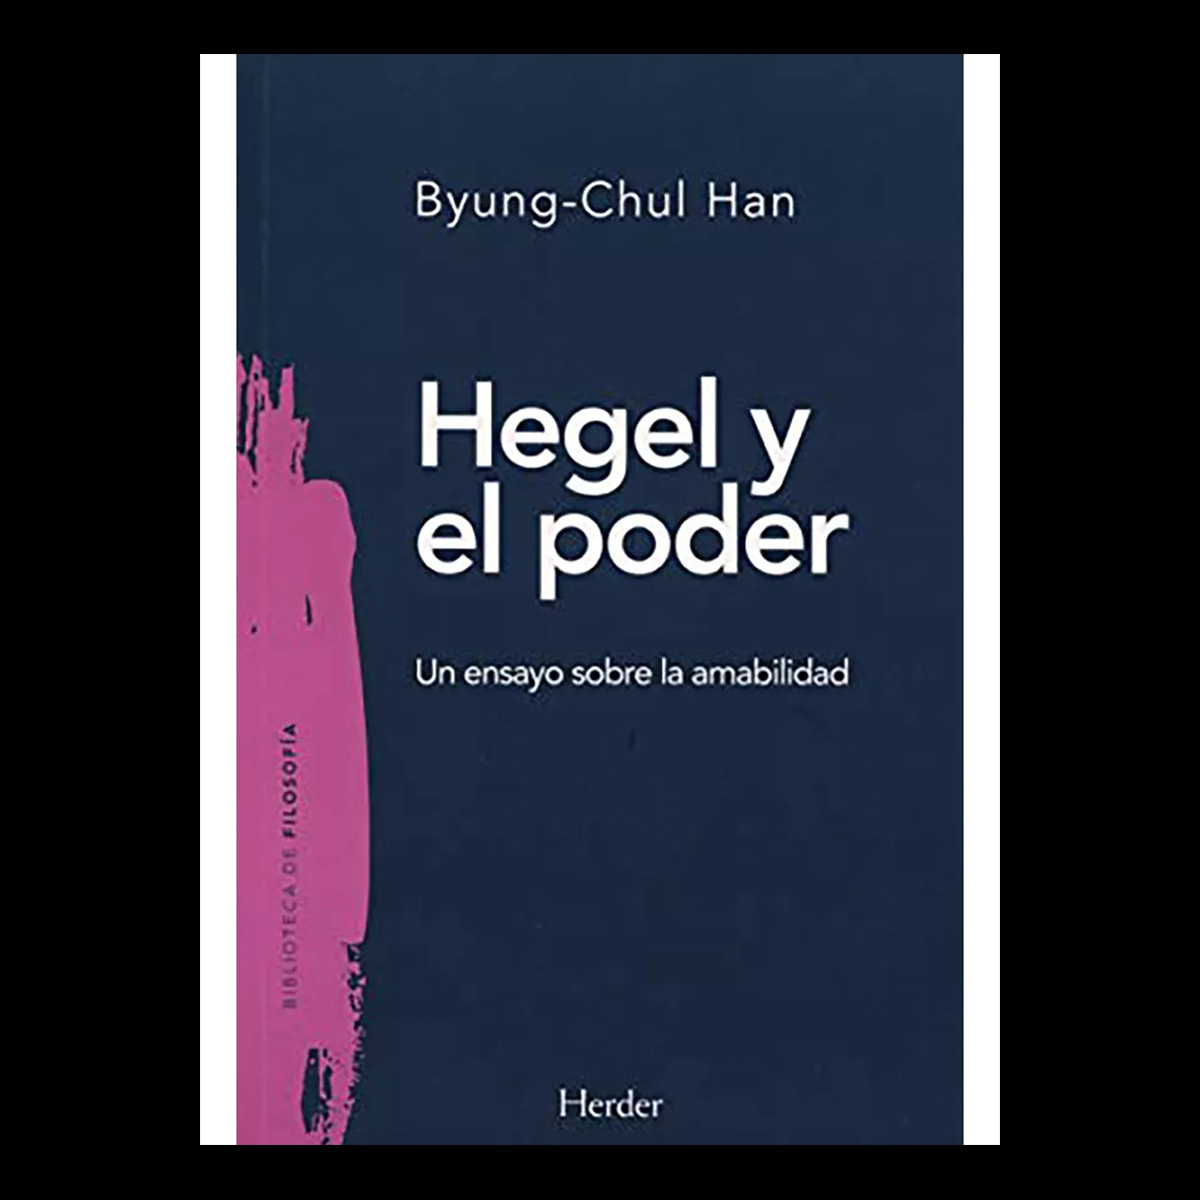 Byung-Chul Han
Hegel y
el poder
Un ensayo sobre la amabilidad
BIBLIOTECA DE FILOSOFÍA
Herder